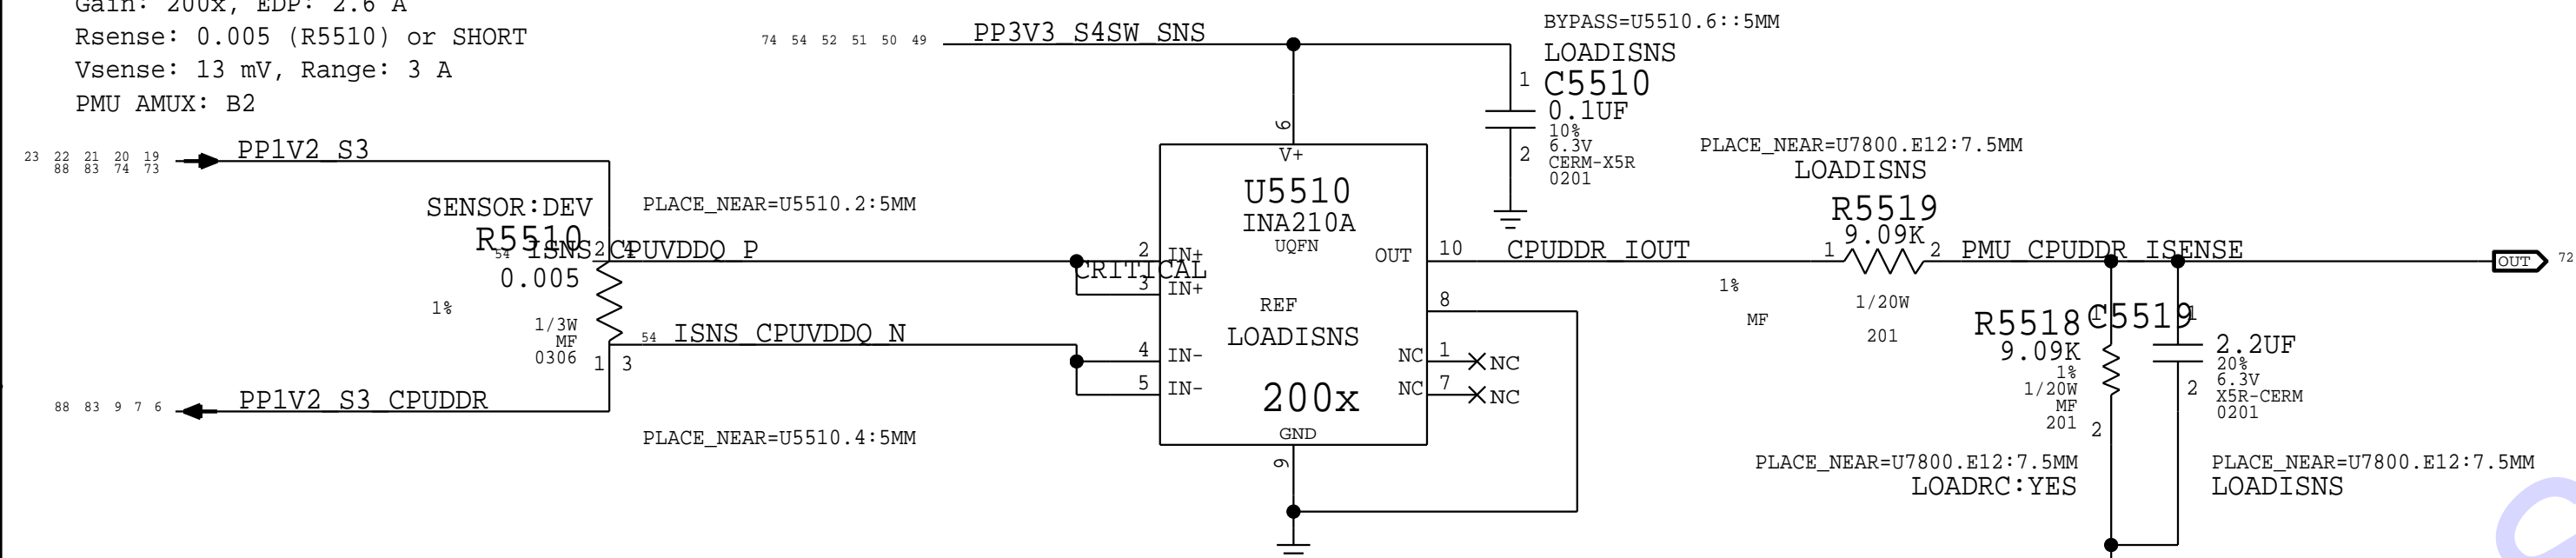 Gain: 200x, EDP: 2.6 A
Rsense: 0.005 (R5510) or SHORT
Vsense: 13 mV, Range: 3 A
PMU AMUX: B2
74 54 52 51 50 49
PP3V3_S4SW_SNS
BYPASS=U5510.6::5MM
LOADISNS
1
C5510
0.1UF
10%
6.3V
2
CERM-X5R
0201
6
V+
23 22 21 20 19
88 83 74 73
PP1V2_S3
SENSOR:DEV
R5510
0.005
1%
1/3W
MF
0306
2 4
1 3
PLACE_NEAR=U5510.2:5MM
54 ISNS_CPUVDDQ_P
54 ISNS_CPUVDDQ_N
88 83 9 7 6
PP1V2_S3_CPUDDR
PLACE_NEAR=U5510.4:5MM
U5510
INA210A
UQFN
CRITICAL
2 IN+
3 IN+
4 IN-
5 IN-
OUT 10
REF 8
LOADISNS
200x
NC 1 NC
NC 7 NC
GND
9
CPUDDR_IOUT
PLACE_NEAR=U7800.E12:7.5MM
LOADISNS
R5519
9.09K
1 2
1%
1/20W
MF
201
PMU_CPUDDR_ISENSE
OUT 72
R5518
9.09K
1%
1/20W
MF
201
1
2
PLACE_NEAR=U7800.E12:7.5MM
LOADRC:YES
C5519
1
2.2UF
20%
6.3V
2
X5R-CERM
0201
PLACE_NEAR=U7800.E12:7.5MM
LOADISNS